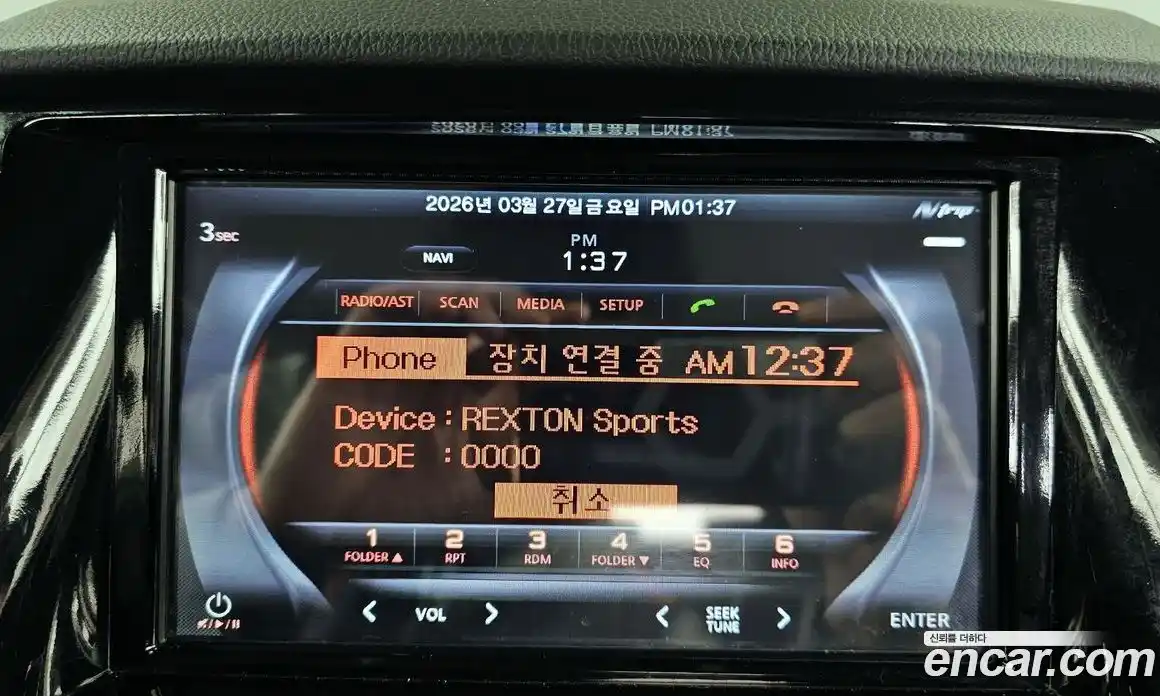 2026년 03월 27일금요일 PM01:37
3sec
NAVI
PM
1:37
RADIO/AST SCAN MEDIA SETUP
Phone 장치 연결 중 AM12:37
Device : REXTON Sports
CODE : 0000
취소
1 2 3 4 5 6
FOLDER▲ RPT RDM FOLDER▼ EQ INFO
< VOL > < SEEK TUNE > ENTER
신뢰를 더하다
encar.com